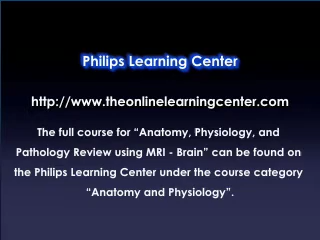 Philips Learning Center
http://www.theonlinelearningcenter.com
The full course for “Anatomy, Physiology, and
Pathology Review using MRI - Brain” can be found on
the Philips Learning Center under the course category
“Anatomy and Physiology”.